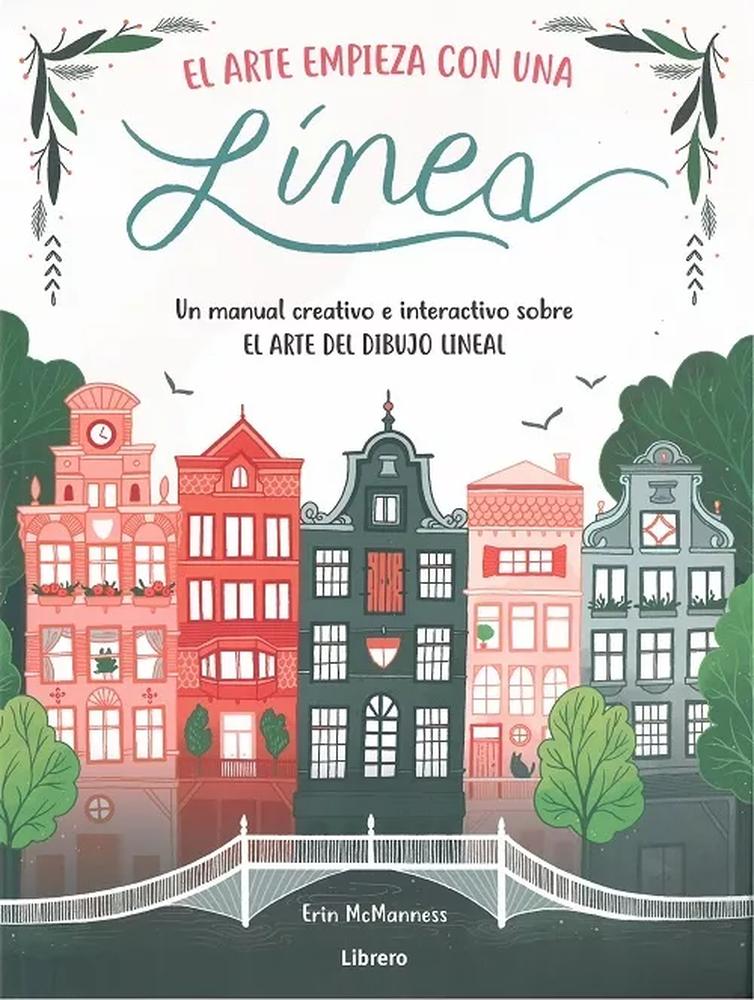 EL ARTE EMPIEZA CON UNA
Línea
Un manual creativo e interactivo sobre
EL ARTE DEL DIBUJO LINEAL
Erin McManness
Librero